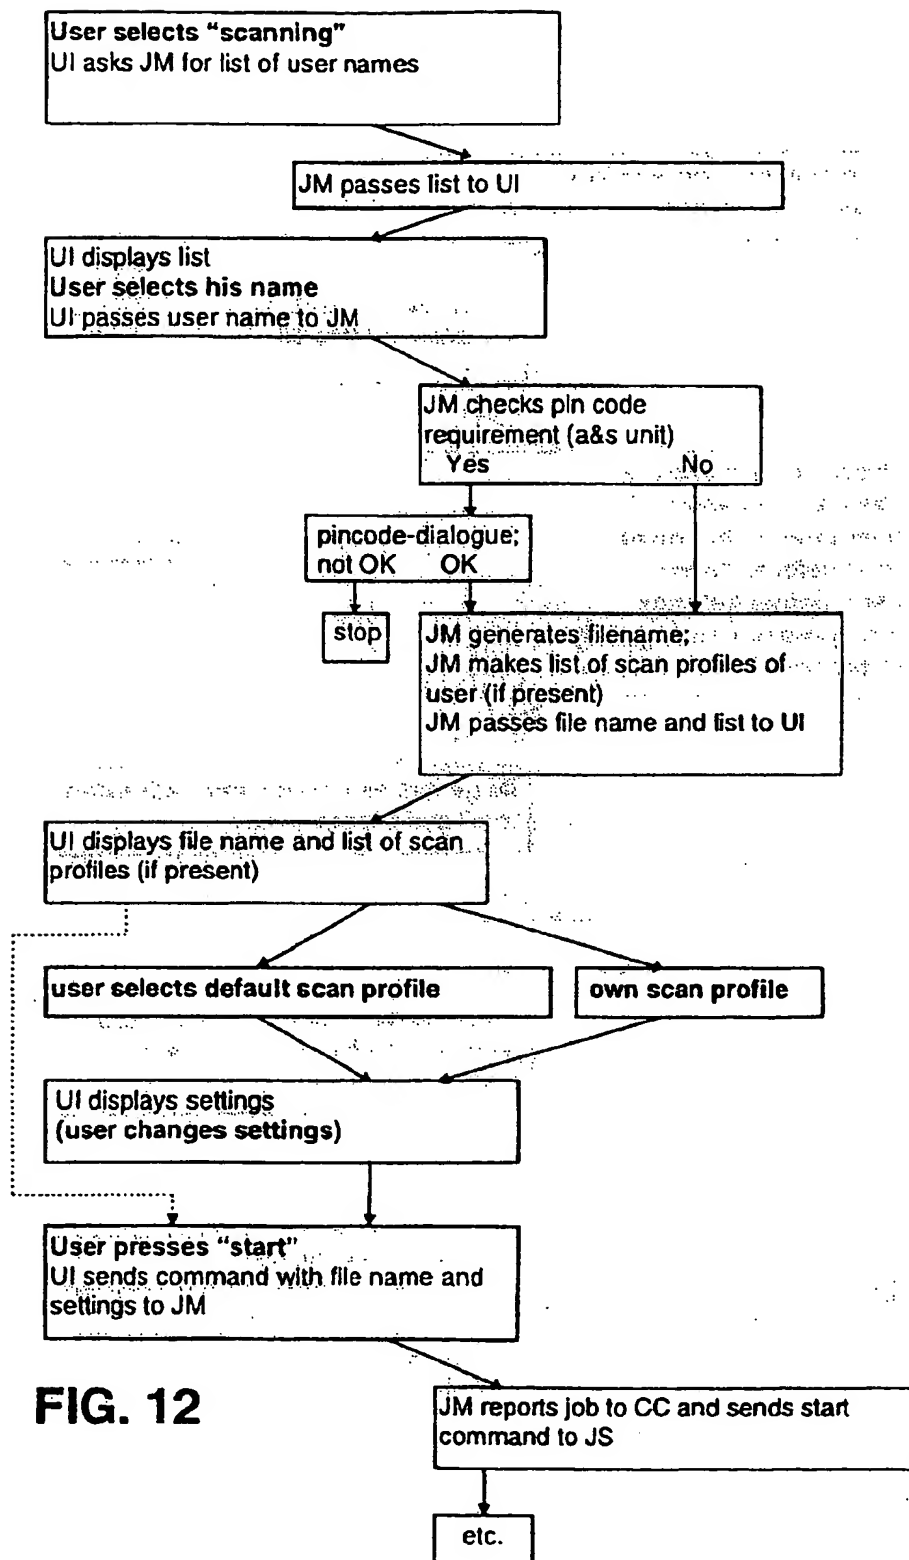 User selects “scanning”
UI asks JM for list of user names
JM passes list to UI
UI displays list
User selects his name
UI passes user name to JM
JM checks pin code
requirement (a&s unit)
Yes No
pincode-dialogue;
not OK OK
stop
JM generates filename;
JM makes list of scan profiles of
user (if present)
JM passes file name and list to UI
UI displays file name and list of scan
profiles (if present)
user selects default scan profile
own scan profile
UI displays settings
(user changes settings)
User presses “start”
UI sends command with file name and
settings to JM
FIG. 12
JM reports job to CC and sends start
command to JS
etc.